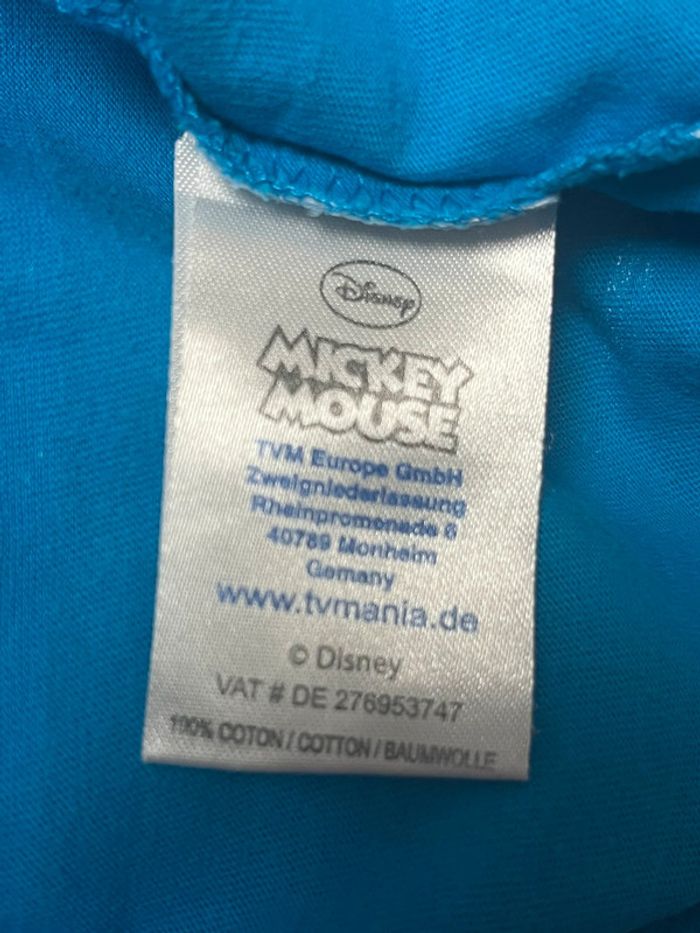 Disney
MICKEY
MOUSE
TVM Europe GmbH
Zweigniederlassung
Rheinpromenade 6
40789 Monheim
Gemany
www.tvmania.de
© Disney
VAT # DE 276953747
100% COTON / COTTON / BAUMWOLLE